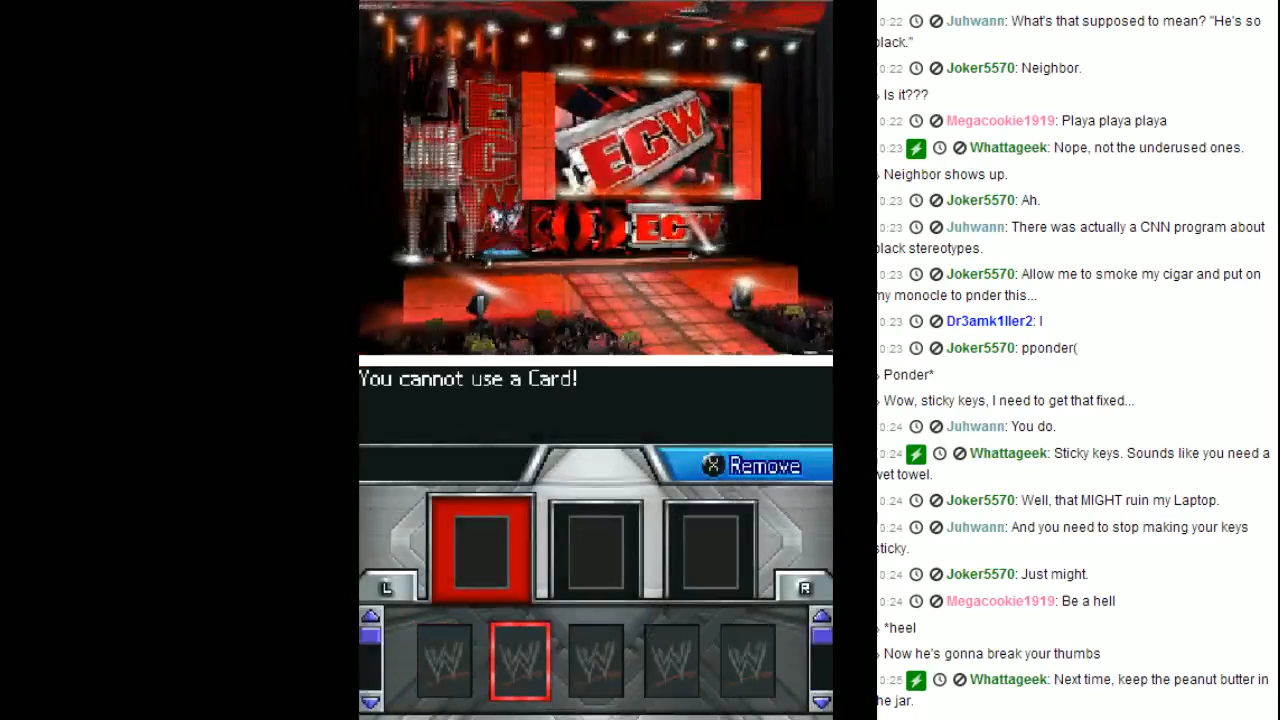 ECW
ECW
ECW
You cannot use a Card!
X Remove
L
R
0:22 Juhwann: What's that supposed to mean? "He's so
black."
0:22 Joker5570: Neighbor.
Is it???
0:22 Megacookie1919: Playa playa playa
0:23 Whattageek: Nope, not the underused ones.
Neighbor shows up.
0:23 Joker5570: Ah.
0:23 Juhwann: There was actually a CNN program about
black stereotypes.
0:23 Joker5570: Allow me to smoke my cigar and put on
my monocle to pnder this...
0:23 Dr3amk1ller2: I
0:23 Joker5570: pponder(
Ponder*
Wow, sticky keys, I need to get that fixed...
0:24 Juhwann: You do.
0:24 Whattageek: Sticky keys. Sounds like you need a
wet towel.
0:24 Joker5570: Well, that MIGHT ruin my Laptop.
0:24 Juhwann: And you need to stop making your keys
sticky.
0:24 Joker5570: Just might.
0:24 Megacookie1919: Be a hell
*heel
Now he's gonna break your thumbs
0:25 Whattageek: Next time, keep the peanut butter in
the jar.